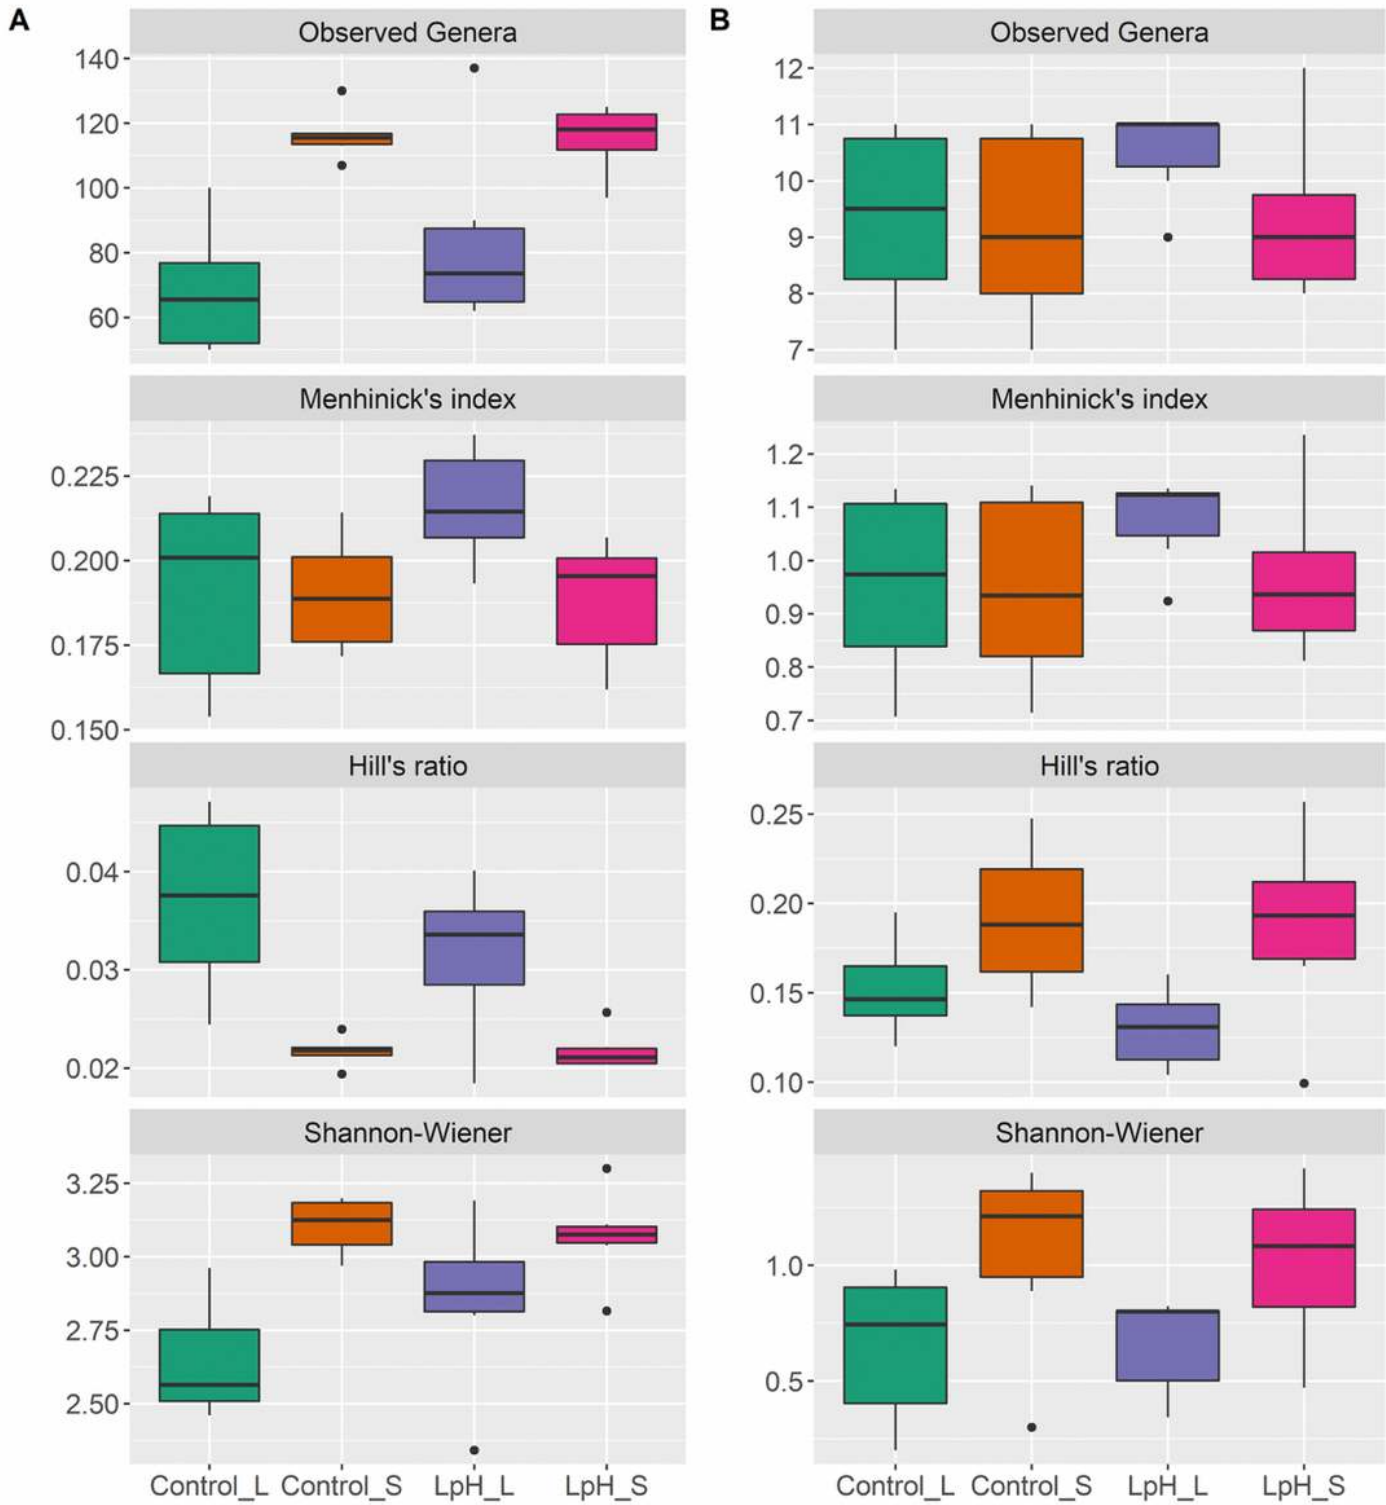 A
Observed Genera
140
120
100
80
60
Menhinick's index
0.225
0.200
0.175
0.150
Hill's ratio
0.04
0.03
0.02
Shannon-Wiener
3.25
3.00
2.75
2.50
Control_L Control_S LpH_L LpH_S
B
Observed Genera
12
11
10
9
8
7
Menhinick's index
1.2
1.1
1.0
0.9
0.8
0.7
Hill's ratio
0.25
0.20
0.15
0.10
Shannon-Wiener
1.0
0.5
Control_L Control_S LpH_L LpH_S